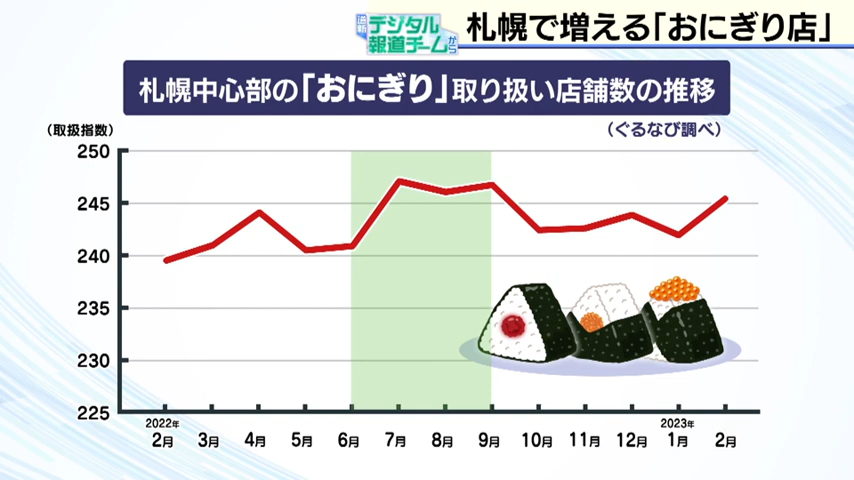 逆転
デジタル
報道チーム
から
札幌で増える「おにぎり店」
札幌中心部の「おにぎり」取り扱い店舗数の推移
(取扱指数)
(ぐるなび調べ)
250
245
240
235
230
225
2022年
2023年
2月 3月 4月 5月 6月 7月 8月 9月 10月 11月 12月 1月 2月